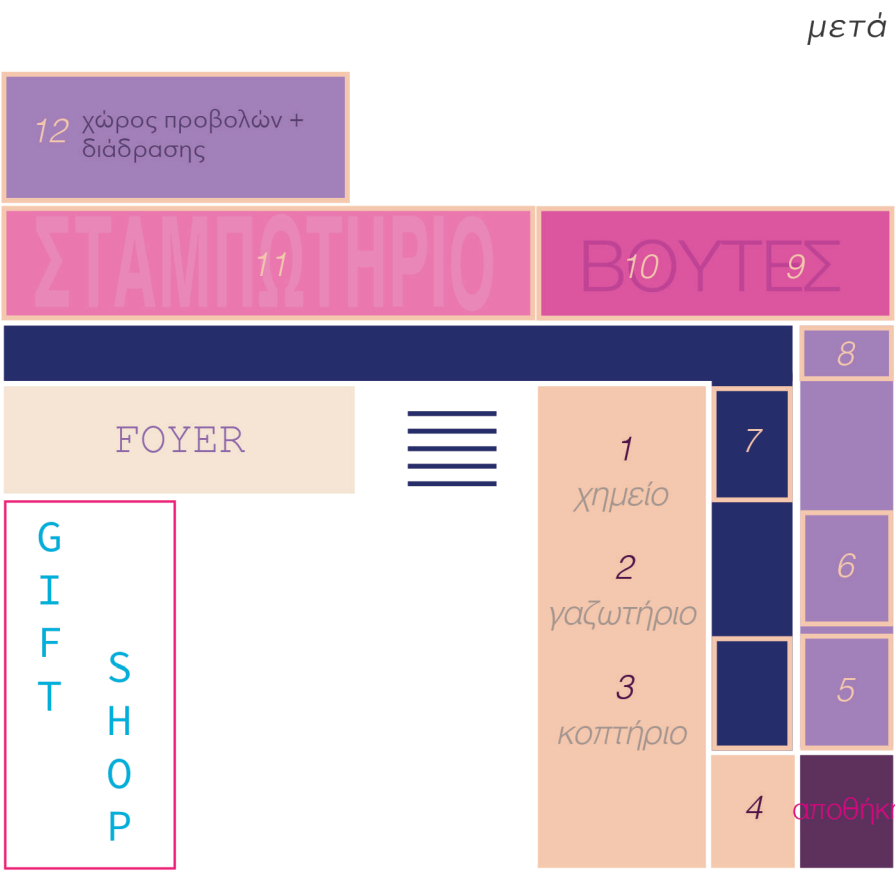 μετά
12 χώρος προβολών +
διάδρασης
ΣΤΑΜΠΩΤΗΡΙΟ
11
ΒΟΥΤΕΣ
10
9
8
FOYER
1
χημείο
7
2
γαζωτήριο
6
3
κοπτήριο
5
4
αποθήκη
GIFT
SHOP